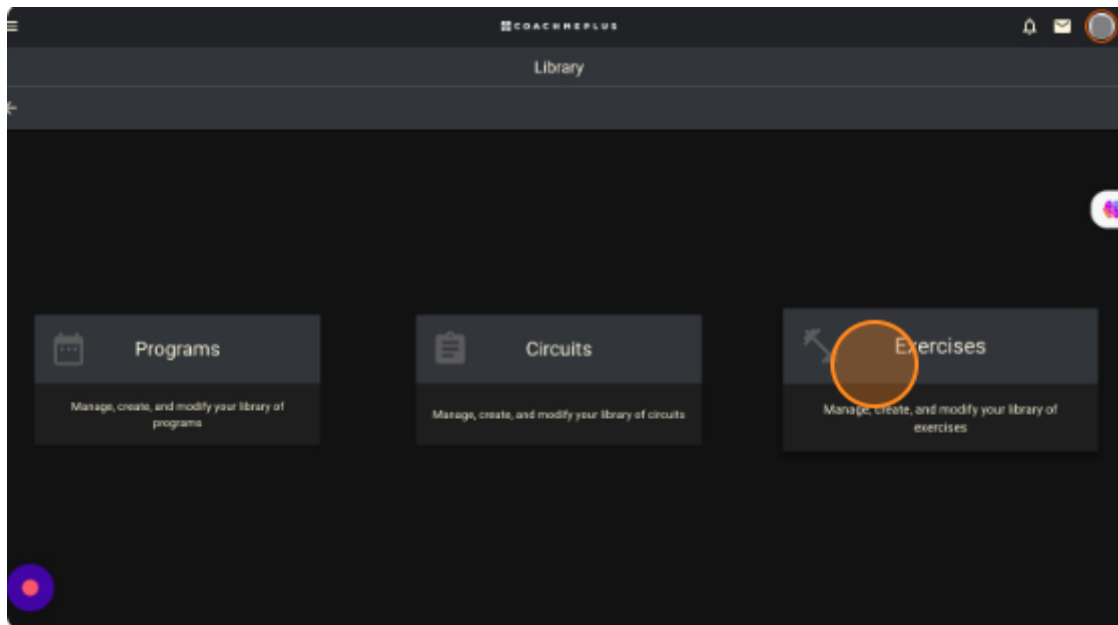 COACHMEPLUS
Library
Programs
Manage, create, and modify your library of
programs
Circuits
Manage, create, and modify your library of circuits
Exercises
Manage, create, and modify your library of
exercises